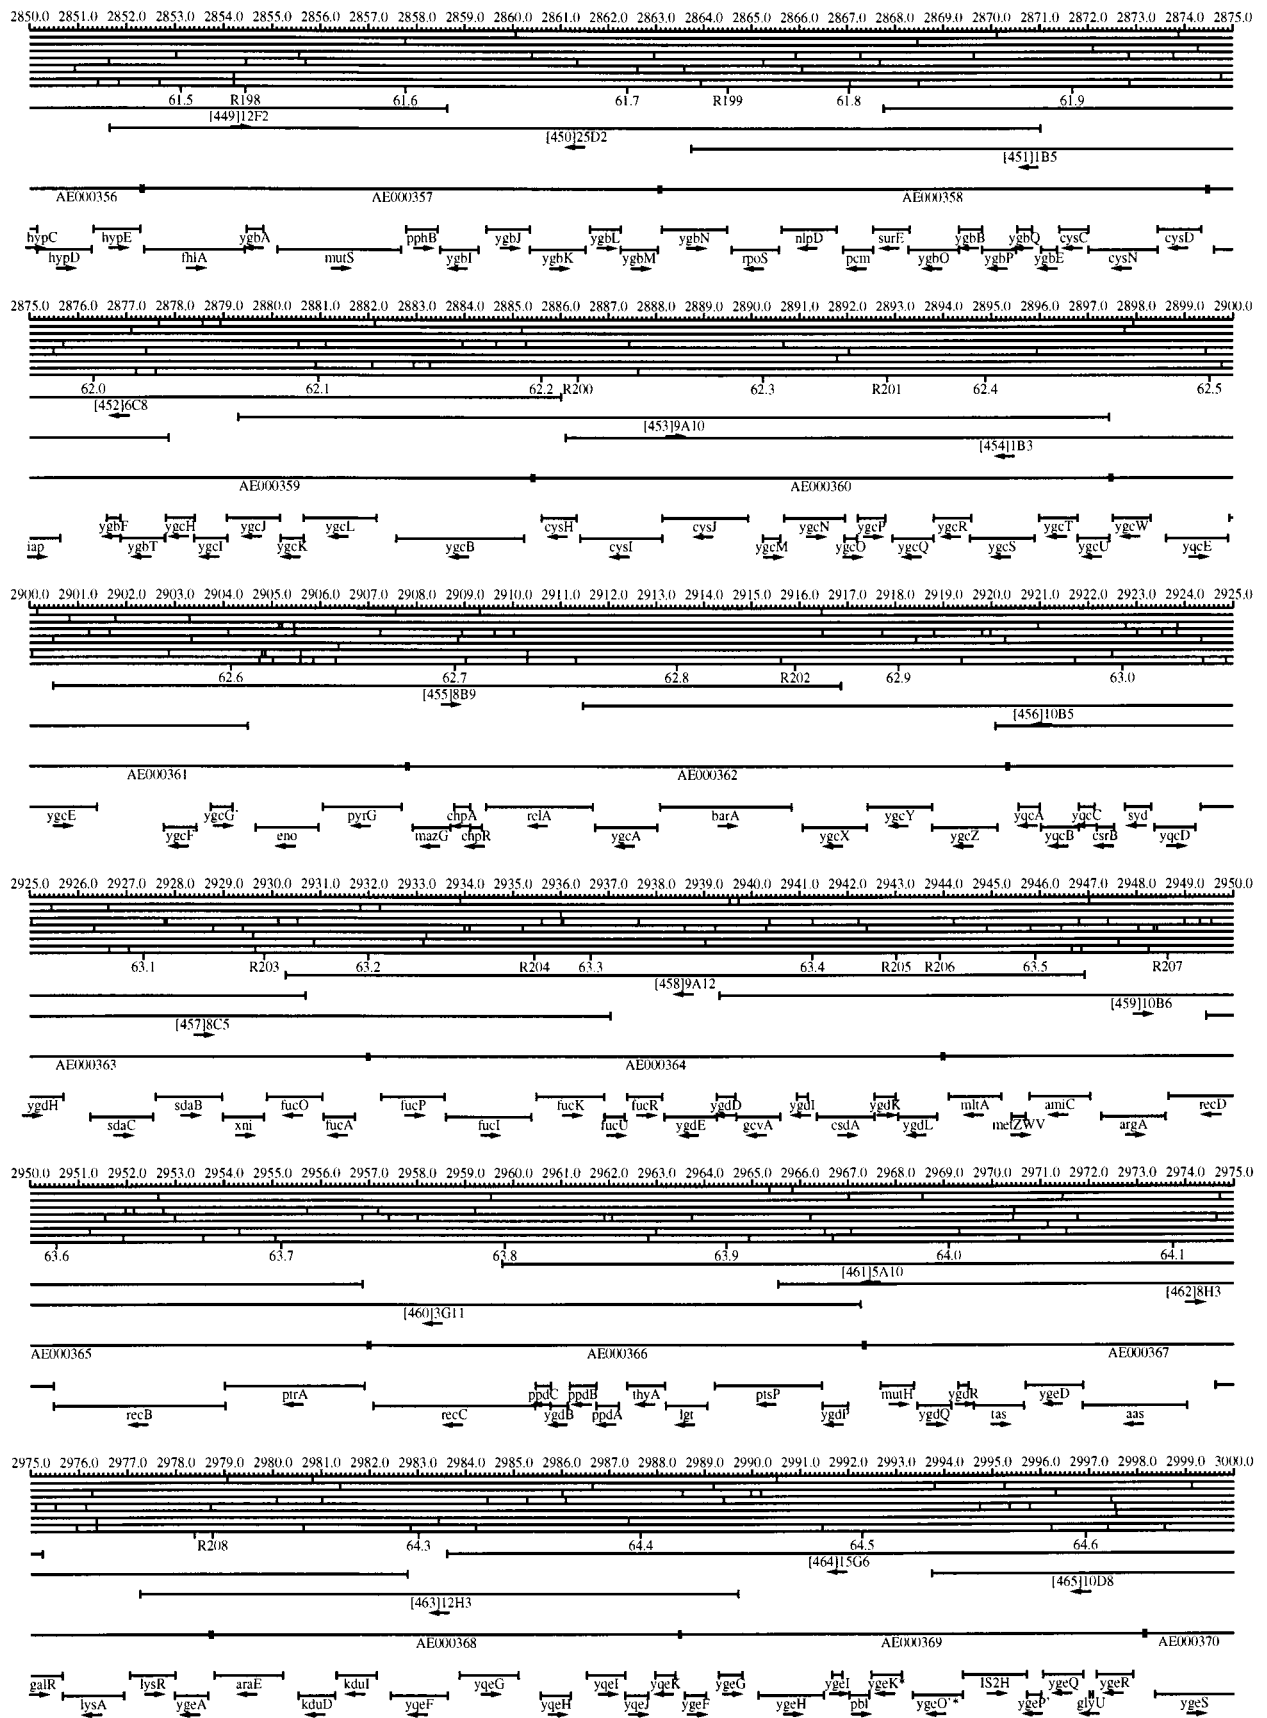 2850.0 2851.0 2852.0 2853.0 2854.0 2855.0 2856.0 2857.0 2858.0 2859.0 2860.0 2861.0 2862.0 2863.0 2864.0 2865.0 2866.0 2867.0 2868.0 2869.0 2870.0 2871.0 2872.0 2873.0 2874.0 2875.0
61.5 R198 61.6 61.7 R199 61.8 61.9
[449]12F2
[450]25D2
[451]1B5
AE000356 AE000357 AE000358
hypC hypE ygbA pphB ygbJ ygbL ygbN nlpD surE ygbB ygbQ cysC cysD
hypD fhiA mutS ygbI ygbK ygbM rpoS pcm ygbO ygbP ygbE cysN
2875.0 2876.0 2877.0 2878.0 2879.0 2880.0 2881.0 2882.0 2883.0 2884.0 2885.0 2886.0 2887.0 2888.0 2889.0 2890.0 2891.0 2892.0 2893.0 2894.0 2895.0 2896.0 2897.0 2898.0 2899.0 2900.0
62.0 62.1 62.2 R200 62.3 R201 62.4 62.5
[452]6C8
[453]9A10
[454]1B3
AE000359 AE000360
ygbF ygcH ygcJ ygcL cysH cysJ ygcN ygcP ygcR ygcT ygcW
iap ygbT ygcI ygcK ygcB cysI ygcM ygcO ygcQ ygcS ygcU yqcE
2900.0 2901.0 2902.0 2903.0 2904.0 2905.0 2906.0 2907.0 2908.0 2909.0 2910.0 2911.0 2912.0 2913.0 2914.0 2915.0 2916.0 2917.0 2918.0 2919.0 2920.0 2921.0 2922.0 2923.0 2924.0 2925.0
62.6 62.7 62.8 R202 62.9 63.0
[455]8B9
[456]10B5
AE000361 AE000362
ygcE ygcG' pyrG chpA relA barA ygcY yqcA yqcC syd
ygcF eno mazG chpR ygcA ygcX ygcZ yqcB csrB yqcD
2925.0 2926.0 2927.0 2928.0 2929.0 2930.0 2931.0 2932.0 2933.0 2934.0 2935.0 2936.0 2937.0 2938.0 2939.0 2940.0 2941.0 2942.0 2943.0 2944.0 2945.0 2946.0 2947.0 2948.0 2949.0 2950.0
63.1 R203 63.2 R204 63.3 63.4 R205 R206 63.5 R207
[458]9A12
[459]10B6
[457]8C5
AE000363 AE000364
ygdH sdaB fucO fucP fucK fucR ygdD ygdI ygdK mltA amiC recD
sdaC xni fucA fucI fucU ygdE gcvA csdA ygdL metZWV argA
2950.0 2951.0 2952.0 2953.0 2954.0 2955.0 2956.0 2957.0 2958.0 2959.0 2960.0 2961.0 2962.0 2963.0 2964.0 2965.0 2966.0 2967.0 2968.0 2969.0 2970.0 2971.0 2972.0 2973.0 2974.0 2975.0
63.6 63.7 63.8 63.9 64.0 64.1
[461]5A10
[462]8H3
[460]3G11
AE000365 AE000366 AE000367
ptrA ppdC ppdB thyA ptsP mutH ygdR ygeD
recB recC ygdB ppdA lgt ygdP ygdQ tas aas
2975.0 2976.0 2977.0 2978.0 2979.0 2980.0 2981.0 2982.0 2983.0 2984.0 2985.0 2986.0 2987.0 2988.0 2989.0 2990.0 2991.0 2992.0 2993.0 2994.0 2995.0 2996.0 2997.0 2998.0 2999.0 3000.0
R208 64.3 64.4 64.5 64.6
[464]15G6
[465]10D8
[463]12H3
AE000368 AE000369 AE000370
galR lysR araE kduI yqeG yqeI yqeK ygeG ygeI ygeK* IS2H ygeQ ygeR
lysA ygeA kduD yqeF yqeH yqeJ ygeF ygeH pbl ygeO'* ygeP' glyU ygeS